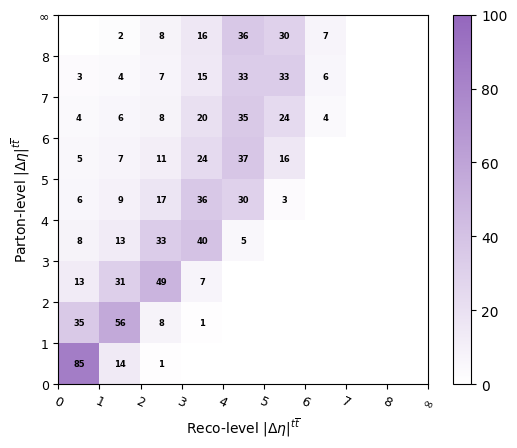 ∞
2 8 16 36 30 7
8
3 4 7 15 33 33 6
7
4 6 8 20 35 24 4
6
5 7 11 24 37 16
5
6 9 17 36 30 3
4
8 13 33 40 5
3
13 31 49 7
2
35 56 8 1
1
85 14 1
0
0 1 2 3 4 5 6 7 8 ∞
Reco-level |Δη|^{tt̅}
Parton-level |Δη|^{tt̅}
100
80
60
40
20
0